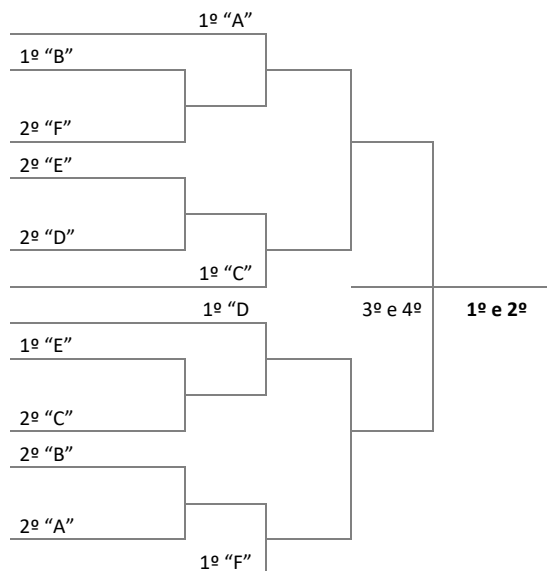 1º “A”
1º “B”
2º “F”
2º “E”
2º “D”
1º “C”
1º “D
3º e 4º
1º e 2º
1º “E”
2º “C”
2º “B”
2º “A”
1º “F”